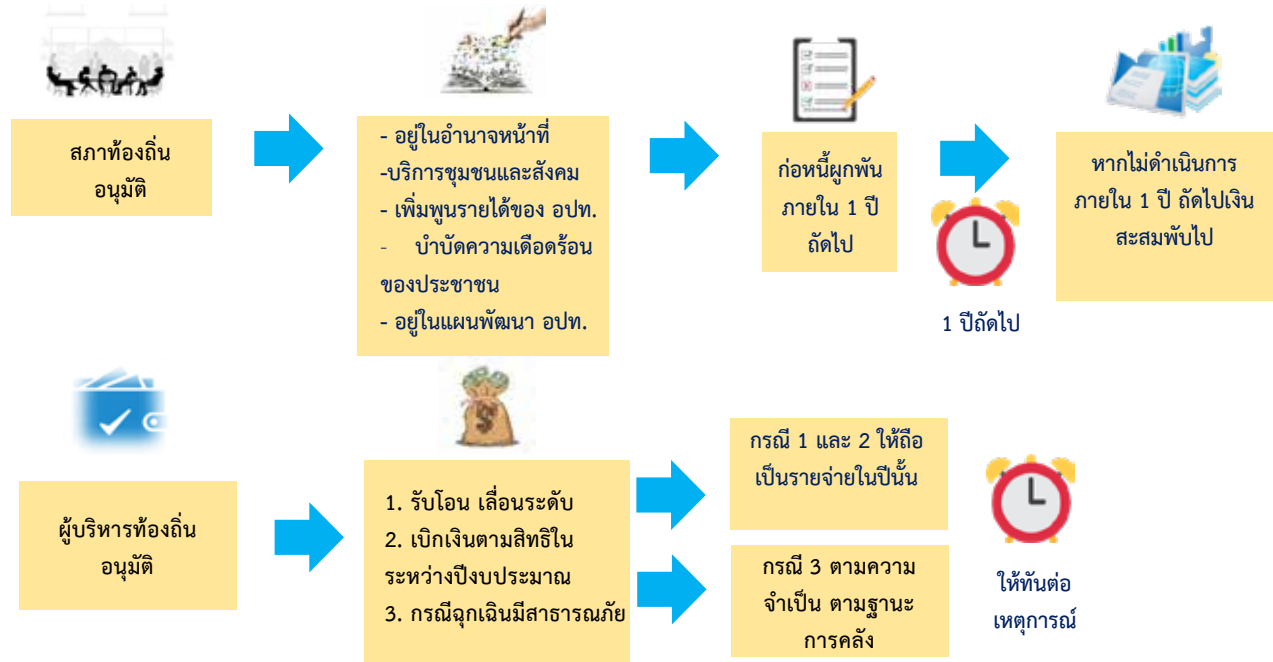 สภาท้องถิ่น
อนุมัติ
- อยู่ในอำนาจหน้าที่
-บริการชุมชนและสังคม
- เพิ่มพูนรายได้ของ อปท.
- บำบัดความเดือดร้อน
ของประชาชน
- อยู่ในแผนพัฒนา อปท.
ก่อหนี้ผูกพัน
ภายใน 1 ปี
ถัดไป
1 ปีถัดไป
หากไม่ดำเนินการ
ภายใน 1 ปี ถัดไปเงิน
สะสมพับไป
ผู้บริหารท้องถิ่น
อนุมัติ
1. รับโอน เลื่อนระดับ
2. เบิกเงินตามสิทธิใน
ระหว่างปีงบประมาณ
3. กรณีฉุกเฉินมีสาธารณภัย
กรณี 1 และ 2 ให้ถือ
เป็นรายจ่ายในปีนั้น
กรณี 3 ตามความ
จำเป็น ตามฐานะ
การคลัง
ให้ทันต่อ
เหตุการณ์